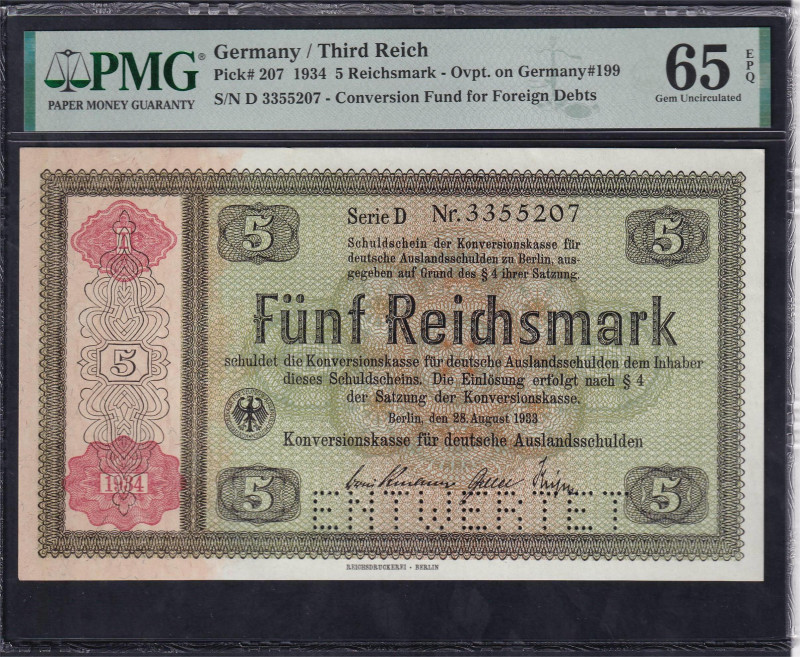 PMG®
PAPER MONEY GUARANTY
Germany / Third Reich
Pick# 207 1934 5 Reichsmark - Ovpt. on Germany#199
S/N D 3355207 - Conversion Fund for Foreign Debts
65 EPQ
Gem Uncirculated
Serie D Nr. 3355207
5 5
Schuldschein der Konversionskasse für
deutsche Auslandsschulden zu Berlin, aus-
gegeben auf Grund des § 4 ihrer Satzung.
Fünf Reichsmark
5
schuldet die Konversionskasse für deutsche Auslandsschulden dem Inhaber
dieses Schuldscheins. Die Einlösung erfolgt nach § 4
der Satzung der Konversionskasse.
Berlin, den 28. August 1933
Konversionskasse für deutsche Auslandsschulden
1934
5 5
ENTWERTET
REICHSDRUCKEREI • BERLIN